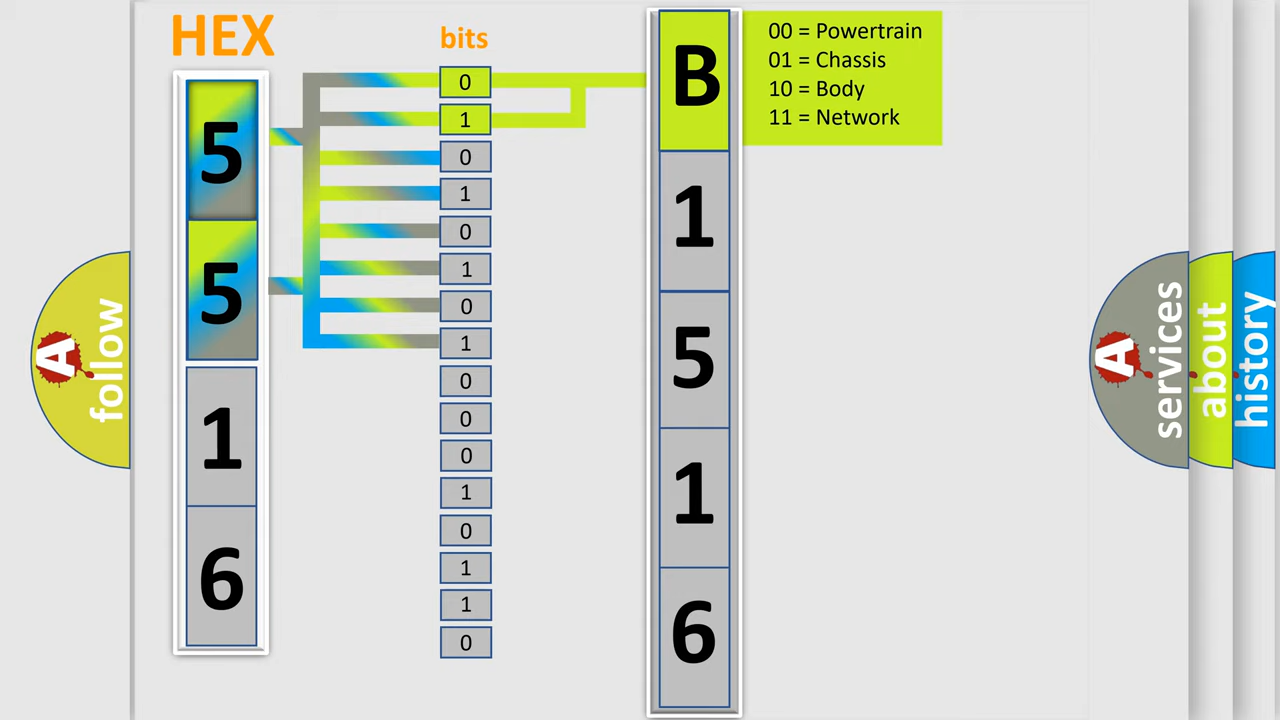 HEX
bits
5
5
1
6
0
1
0
1
0
1
0
1
0
0
0
1
0
1
1
0
B
1
5
1
6
00 = Powertrain
01 = Chassis
10 = Body
11 = Network
A
follow
A
services
about
history